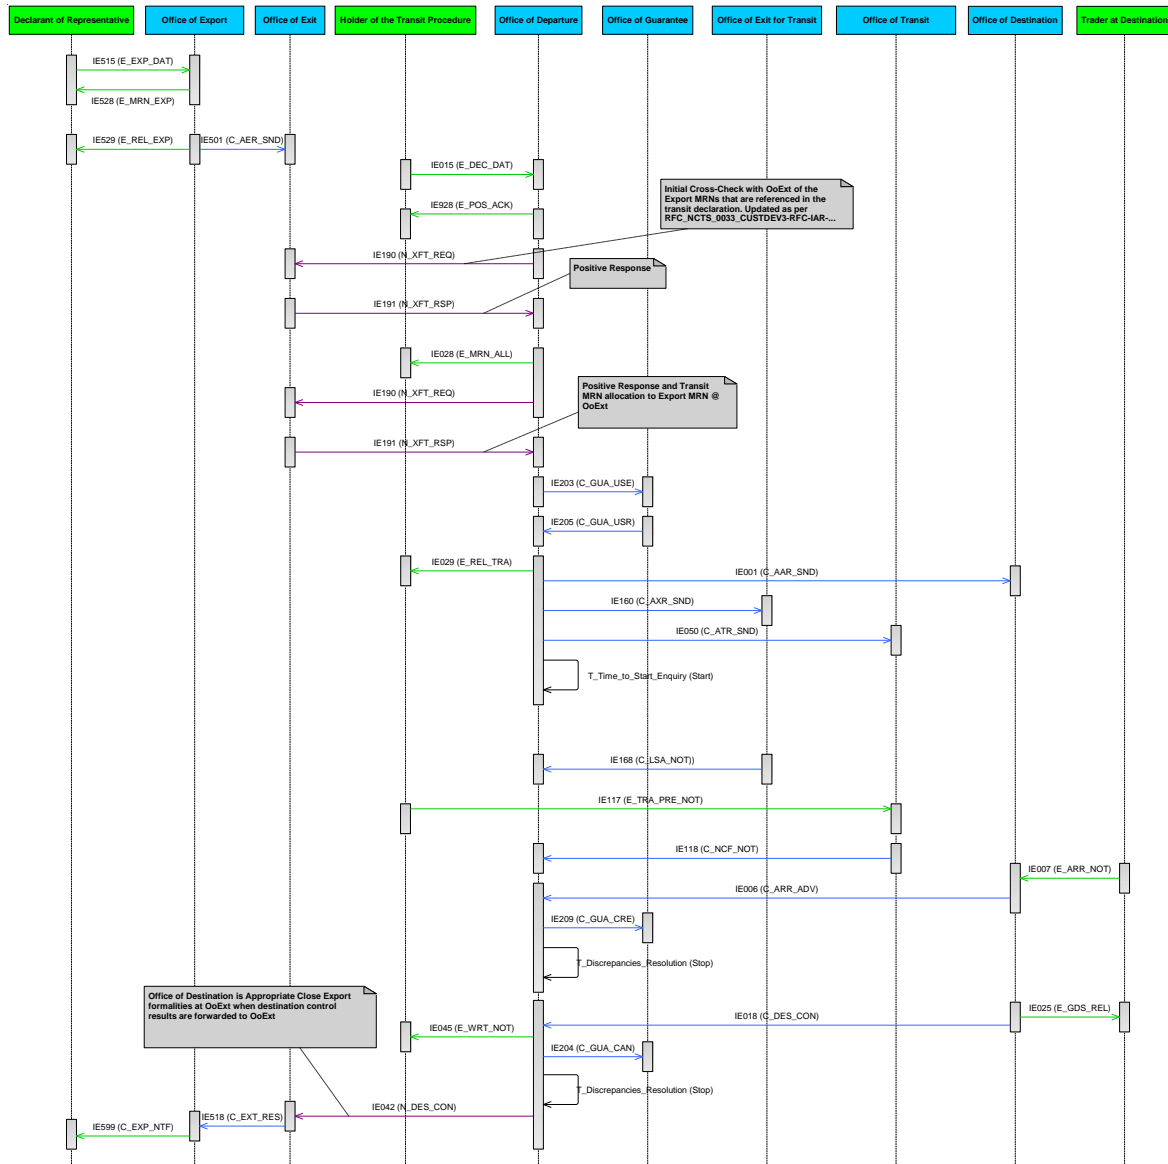 Declarant of Representative
Office of Export
Office of Exit
Holder of the Transit Procedure
Office of Departure
Office of Guarantee
Office of Exit for Transit
Office of Transit
Office of Destination
Trader at Destination
IE515 (E_EXP_DAT)
IE528 (E_MRN_EXP)
IE529 (E_REL_EXP)
IE501 (C_AER_SND)
IE015 (E_DEC_DAT)
Initial Cross-Check with OoExt of the
Export MRNs that are referenced in the
transit declaration. Updated as per
RFC_NCTS_0033_CUSTDEV3-RFC-IAR-...
IE928 (E_POS_ACK)
IE190 (N_XFT_REQ)
Positive Response
IE191 (N_XFT_RSP)
IE028 (E_MRN_ALL)
Positive Response and Transit
MRN allocation to Export MRN @
OoExt
IE190 (N_XFT_REQ)
IE191 (N_XFT_RSP)
IE203 (C_GUA_USE)
IE205 (C_GUA_USR)
IE029 (E_REL_TRA)
IE001 (C_AAR_SND)
IE160 (C_AXR_SND)
IE050 (C_ATR_SND)
T_Time_to_Start_Enquiry (Start)
IE168 (C_LSA_NOT))
IE117 (E_TRA_PRE_NOT)
IE118 (C_NCF_NOT)
IE007 (E_ARR_NOT)
IE006 (C_ARR_ADV)
IE209 (C_GUA_CRE)
T_Discrepancies_Resolution (Stop)
Office of Destination is Appropriate Close Export
formalities at OoExt when destination control
results are forwarded to OoExt
IE018 (C_DES_CON)
IE025 (E_GDS_REL)
IE045 (E_WRT_NOT)
IE204 (C_GUA_CAN)
T_Discrepancies_Resolution (Stop)
IE042 (N_DES_CON)
IE518 (C_EXT_RES)
IE599 (C_EXP_NTF)